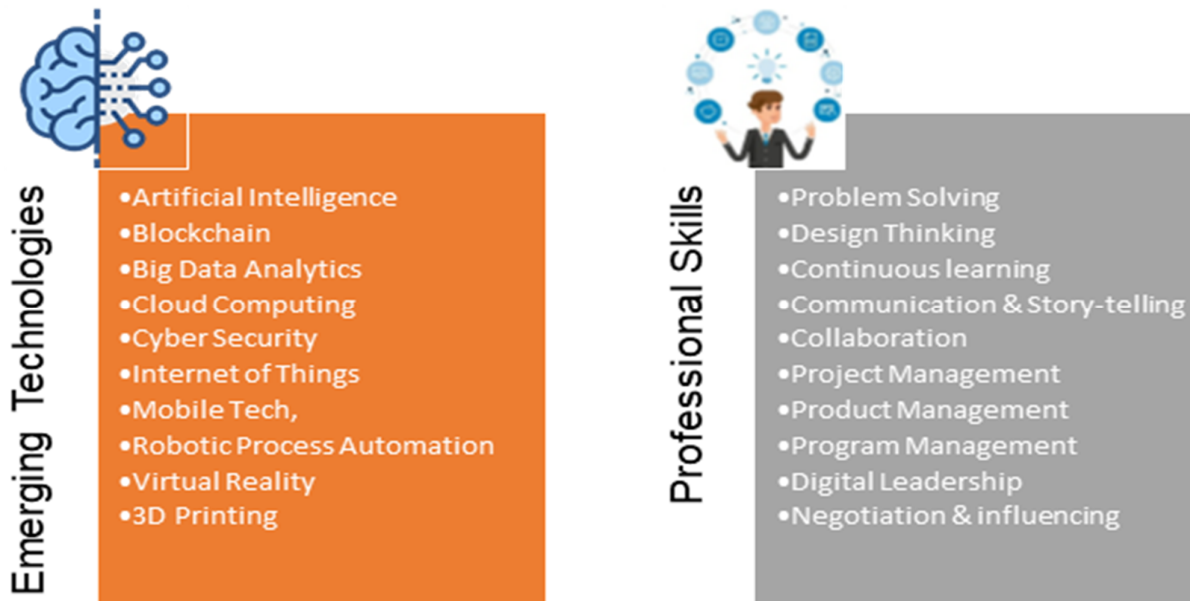 Emerging Technologies
•Artificial Intelligence
•Blockchain
•Big Data Analytics
•Cloud Computing
•Cyber Security
•Internet of Things
•Mobile Tech,
•Robotic Process Automation
•Virtual Reality
•3D Printing
Professional Skills
•Problem Solving
•Design Thinking
•Continuous learning
•Communication & Story-telling
•Collaboration
•Project Management
•Product Management
•Program Management
•Digital Leadership
•Negotiation & influencing